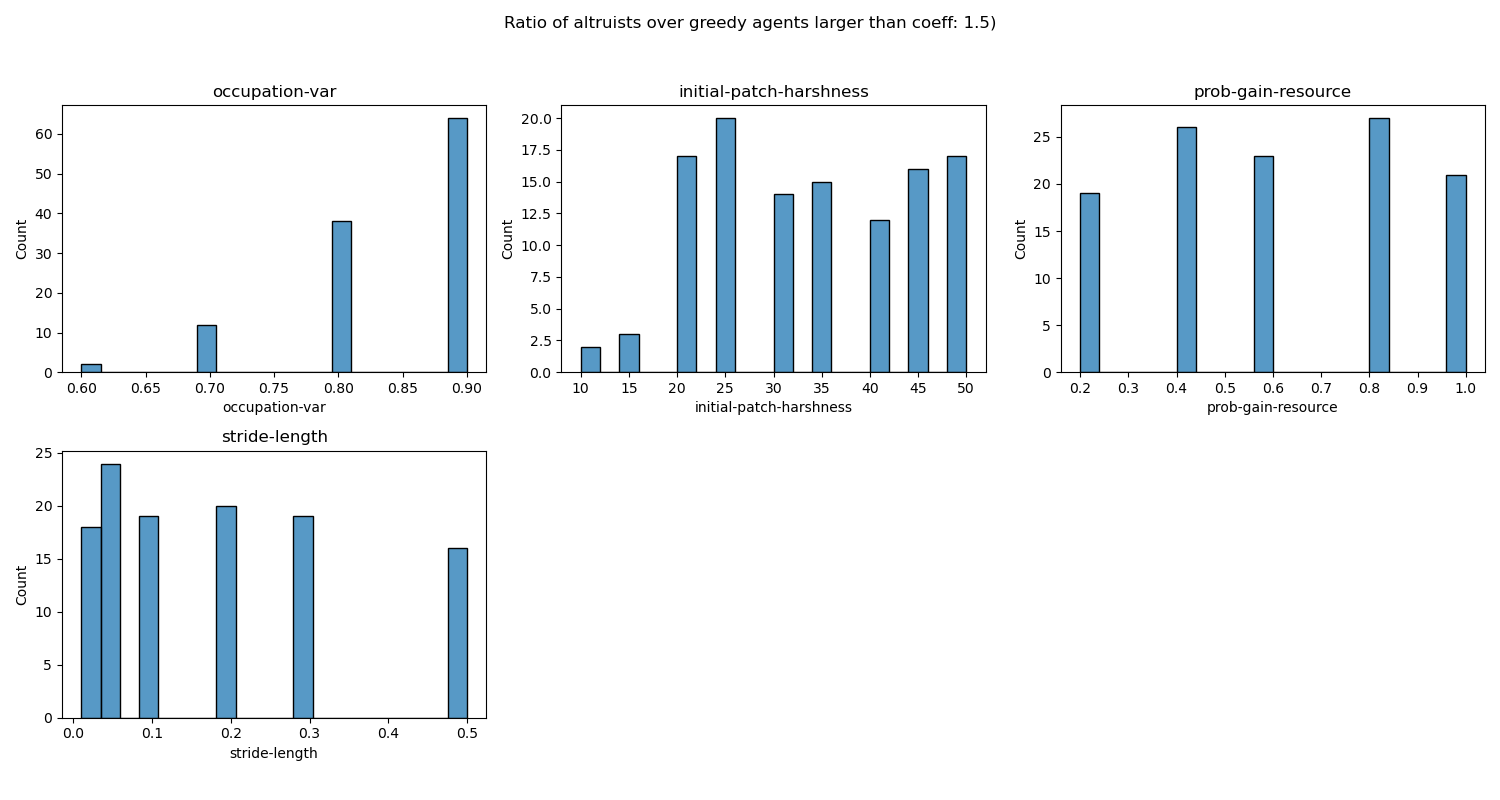 Ratio of altruists over greedy agents larger than coeff: 1.5)
occupation-var
Count
60
50
40
30
20
10
0
0.60 0.65 0.70 0.75 0.80 0.85 0.90
occupation-var
initial-patch-harshness
Count
20.0
17.5
15.0
12.5
10.0
7.5
5.0
2.5
0.0
10 15 20 25 30 35 40 45 50
initial-patch-harshness
prob-gain-resource
Count
25
20
15
10
5
0
0.2 0.3 0.4 0.5 0.6 0.7 0.8 0.9 1.0
prob-gain-resource
stride-length
Count
25
20
15
10
5
0
0.0 0.1 0.2 0.3 0.4 0.5
stride-length